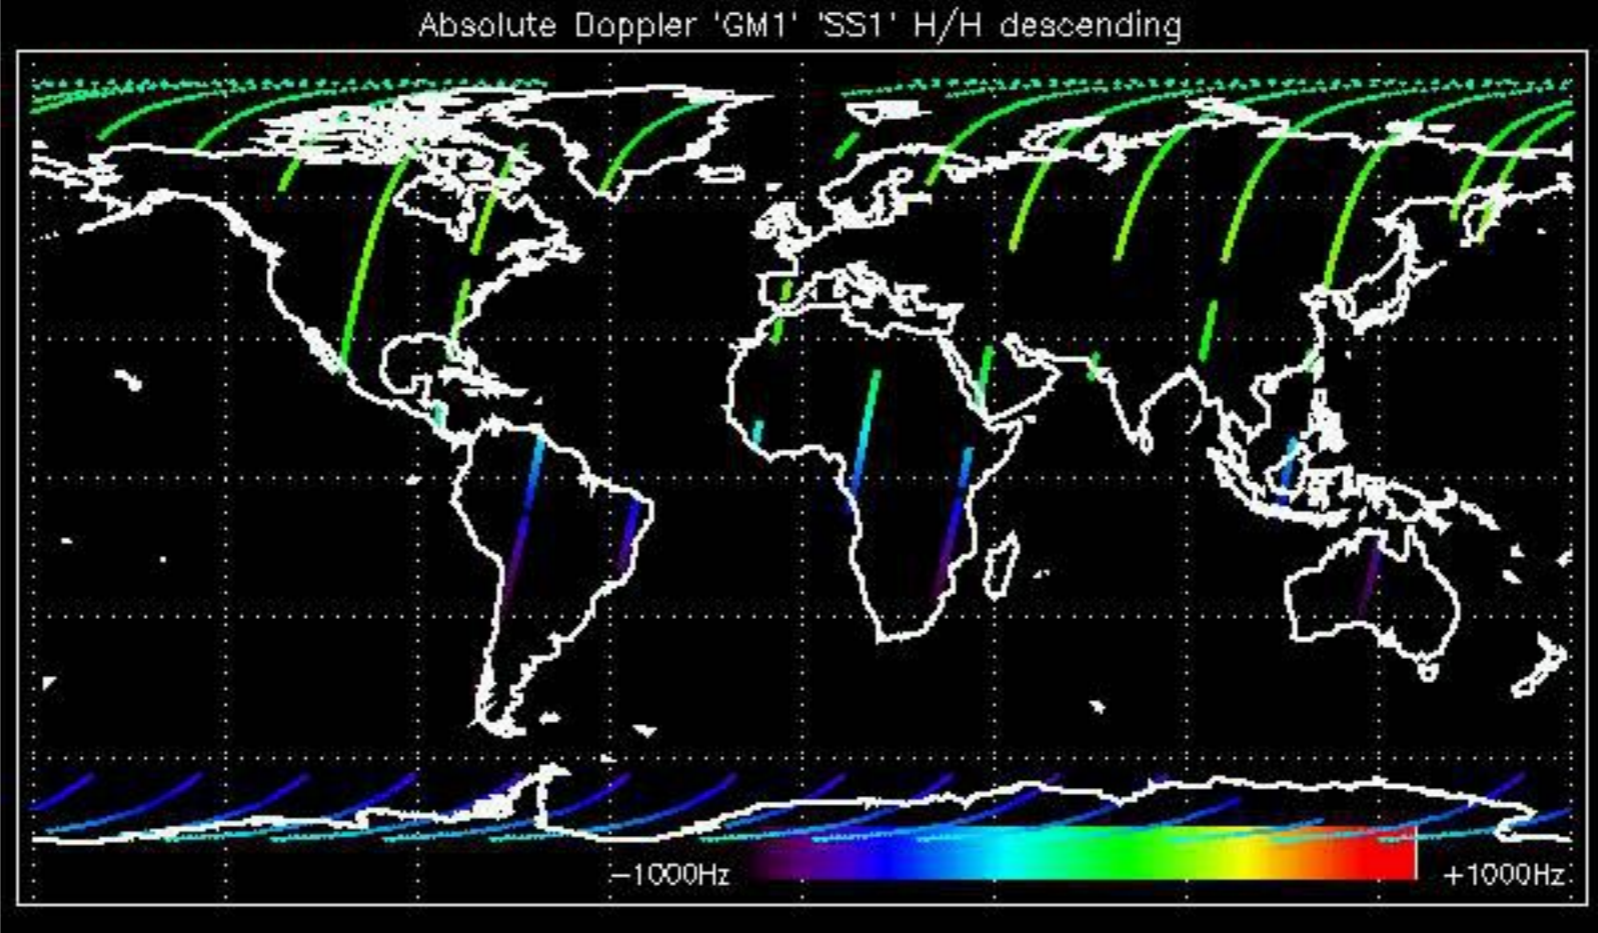 Absolute Doppler 'GM1' 'SS1' H/H descending
−1000Hz +1000Hz